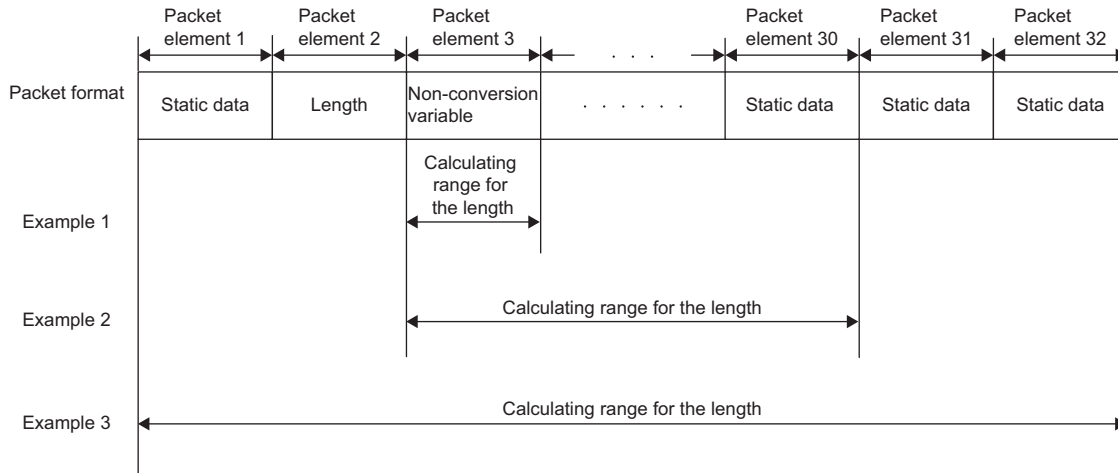 Packet element 1
Packet element 2
Packet element 3
. . .
Packet element 30
Packet element 31
Packet element 32
Packet format
Static data
Length
Non-conversion variable
. . . . . .
Static data
Static data
Static data
Example 1
Calculating range for the length
Example 2
Calculating range for the length
Example 3
Calculating range for the length